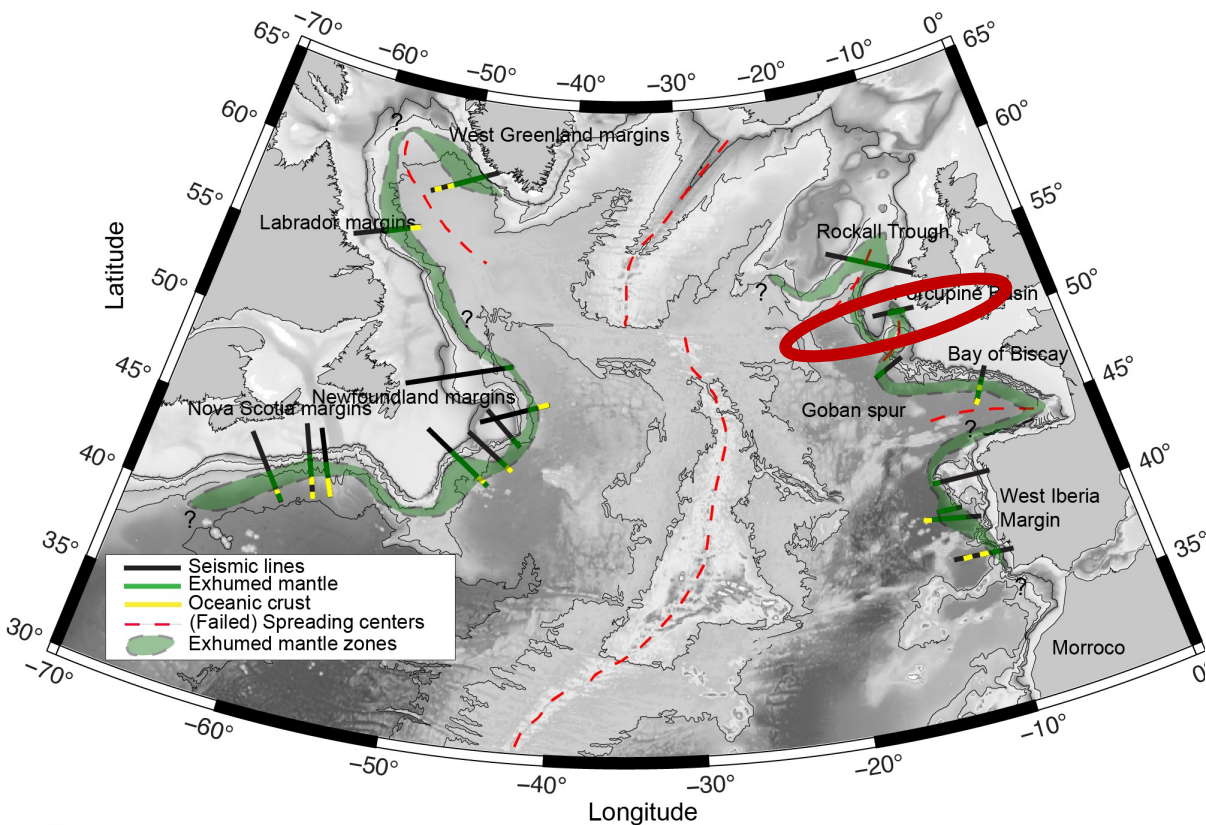 −70° −60° −50° −40° −30° −20° −10° 0°
65° 65°
60° 60°
55° 55°
50° 50°
45° 45°
40° 40°
35° 35°
30°
−70° −60° −50° −40° −30° −20° −10° 0°
Latitude
Longitude
?
West Greenland margins
Labrador margins
Rockall Trough
?
orcupine Basin
?
Bay of Biscay
Newfoundland margins
Nova Scotia margins
Goban spur
?
West Iberia
Margin
?
?
Morroco
Seismic lines
Exhumed mantle
Oceanic crust
(Failed) Spreading centers
Exhumed mantle zones